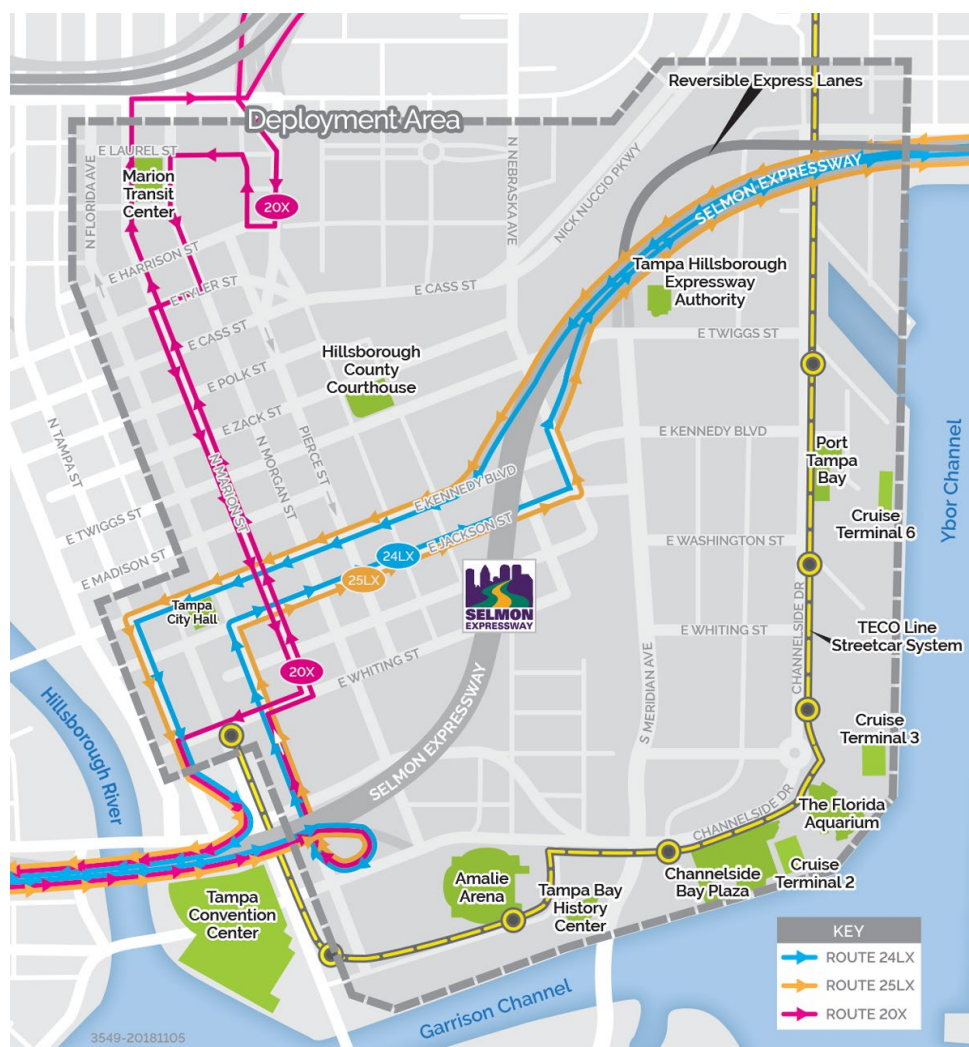 Reversible Express Lanes
Deployment Area
E LAUREL ST
N FLORIDA AVE
Marion
Transit
Center
N NEBRASKA AVE
NICK NUCCIO PKWY
SELMON EXPRESSWAY
20X
E HARRISON ST
E TYLER ST
E CASS ST
E CASS ST
Tampa Hillsborough
Expressway
Authority
E TWIGGS ST
Hillsborough
County
Courthouse
E POLK ST
E ZACK ST
N TAMPA ST
PIERCE ST
N MORGAN ST
N MARION ST
E KENNEDY BLVD
E KENNEDY BLVD
Port
Tampa
Bay
Cruise
Terminal 6
Ybor Channel
E TWIGGS ST
E MADISON ST
E JACKSON ST
24LX
25LX
E WASHINGTON ST
SELMON
EXPRESSWAY
Tampa
City Hall
E WHITING ST
E WHITING ST
CHANNELSIDE DR
TECO Line
Streetcar System
20X
S MERIDIAN AVE
SELMON EXPRESSWAY
Hillsborough River
Cruise
Terminal 3
CHANNELSIDE DR
The Florida
Aquarium
Cruise
Terminal 2
Channelside
Bay Plaza
Amalie
Arena
Tampa Bay
History
Center
Tampa
Convention
Center
Garrison Channel
KEY
ROUTE 24LX
ROUTE 25LX
ROUTE 20X
3549-20181105